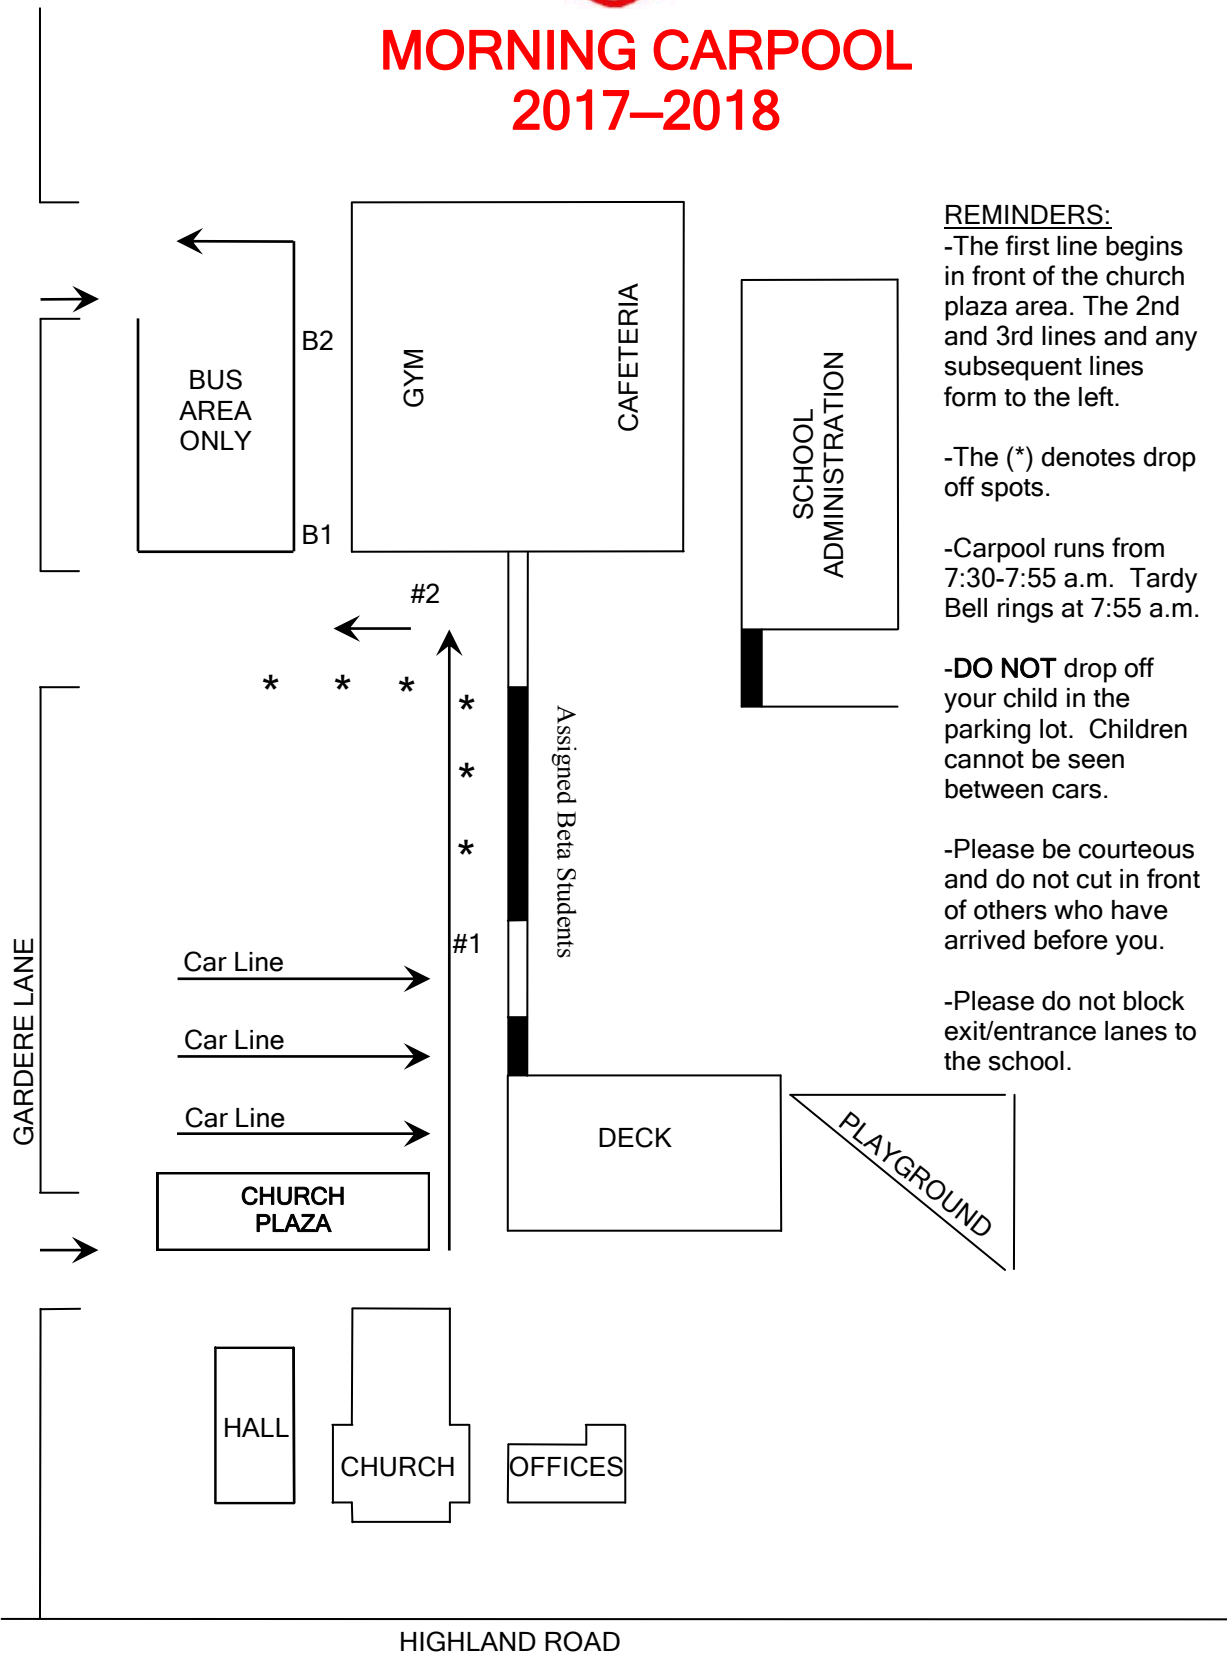 MORNING CARPOOL
2017—2018
REMINDERS:
-The first line begins
in front of the church
plaza area. The 2nd
and 3rd lines and any
subsequent lines
form to the left.
-The (*) denotes drop
off spots.
-Carpool runs from
7:30-7:55 a.m. Tardy
Bell rings at 7:55 a.m.
-DO NOT drop off
your child in the
parking lot. Children
cannot be seen
between cars.
-Please be courteous
and do not cut in front
of others who have
arrived before you.
-Please do not block
exit/entrance lanes to
the school.
B2
BUS
AREA
ONLY
B1
GYM
CAFETERIA
SCHOOL
ADMINISTRATION
#2
* * * *
*
*
Assigned Beta Students
#1
GARDERE LANE
Car Line
Car Line
Car Line
DECK
PLAYGROUND
CHURCH
PLAZA
HALL
CHURCH
OFFICES
HIGHLAND ROAD